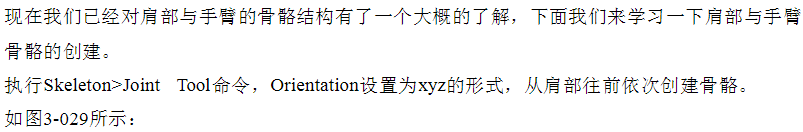 现在我们已经对肩部与手臂的骨骼结构有了一个大概的了解，下面我们来学习一下肩部与手臂
骨骼的创建。
执行Skeleton>Joint Tool命令，Orientation设置为xyz的形式，从肩部往前依次创建骨骼。
如图3-029所示：